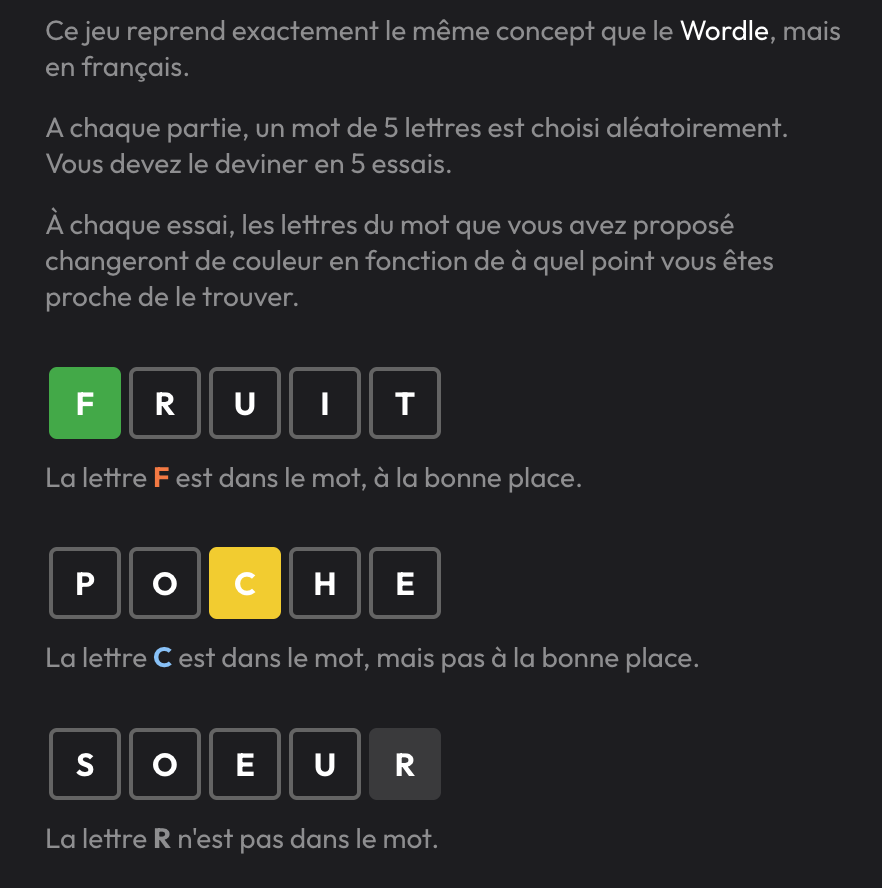 Ce jeu reprend exactement le même concept que le Wordle, mais
en français.
A chaque partie, un mot de 5 lettres est choisi aléatoirement.
Vous devez le deviner en 5 essais.
À chaque essai, les lettres du mot que vous avez proposé
changeront de couleur en fonction de à quel point vous êtes
proche de le trouver.
F R U I T
La lettre F est dans le mot, à la bonne place.
P O C H E
La lettre C est dans le mot, mais pas à la bonne place.
S O E U R
La lettre R n'est pas dans le mot.